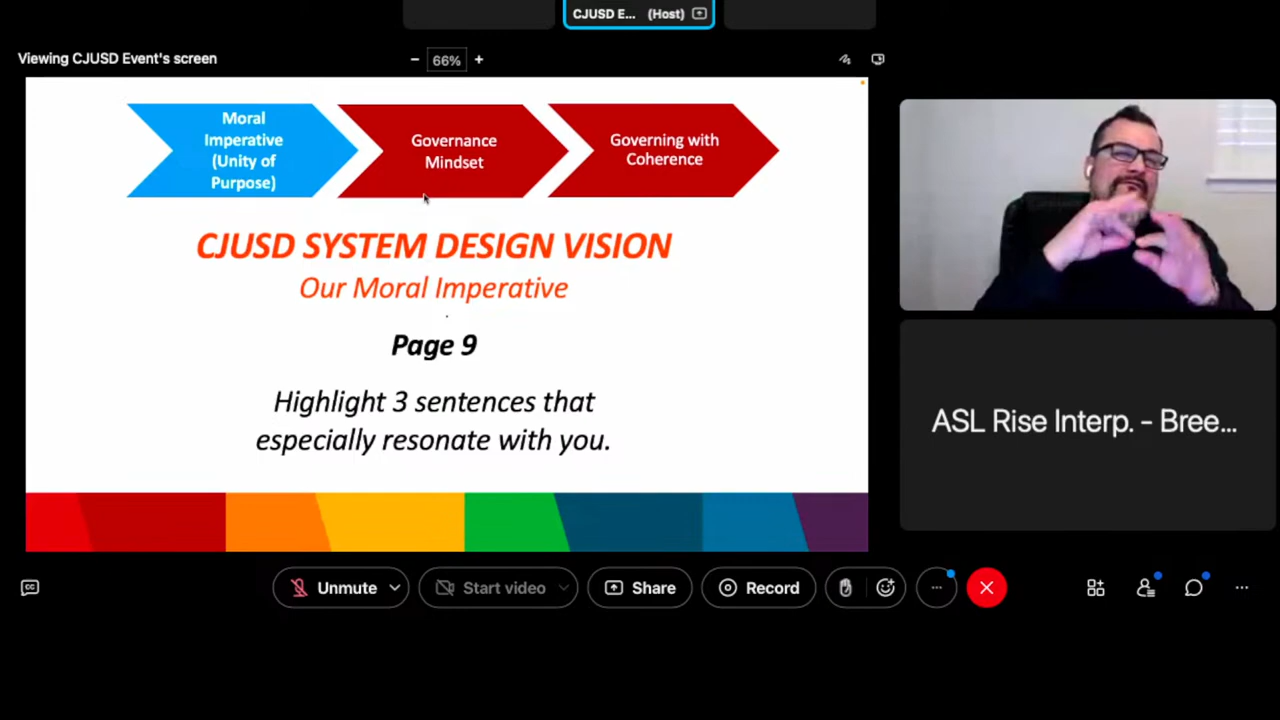 CJUSD E... (Host)
Viewing CJUSD Event's screen
− 66% +
Moral
Imperative
(Unity of
Purpose)
Governance
Mindset
Governing with
Coherence
CJUSD SYSTEM DESIGN VISION
Our Moral Imperative
Page 9
Highlight 3 sentences that
especially resonate with you.
ASL Rise Interp. - Bree...
CC
Unmute
Start video
Share
Record